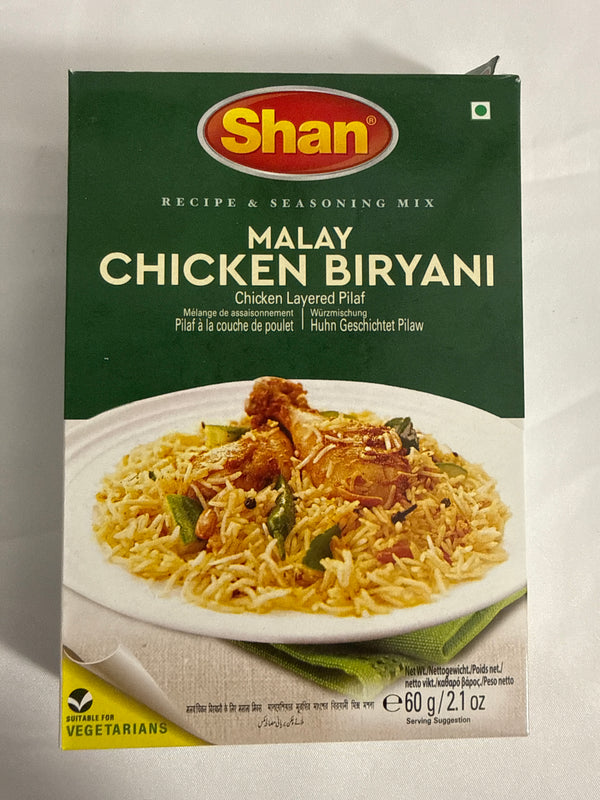 Shan®
RECIPE & SEASONING MIX
MALAY
CHICKEN BIRYANI
Chicken Layered Pilaf
Mélange de assaisonnement
Pilaf à la couche de poulet
Würzmischung
Huhn Geschichtet Pilaw
Net Wt./Nettogewicht./Poids net./
netto vikt./καθαρό βάρος./Peso netto
℮60 g/2.1 oz
Serving Suggestion
SUITABLE FOR
VEGETARIANS